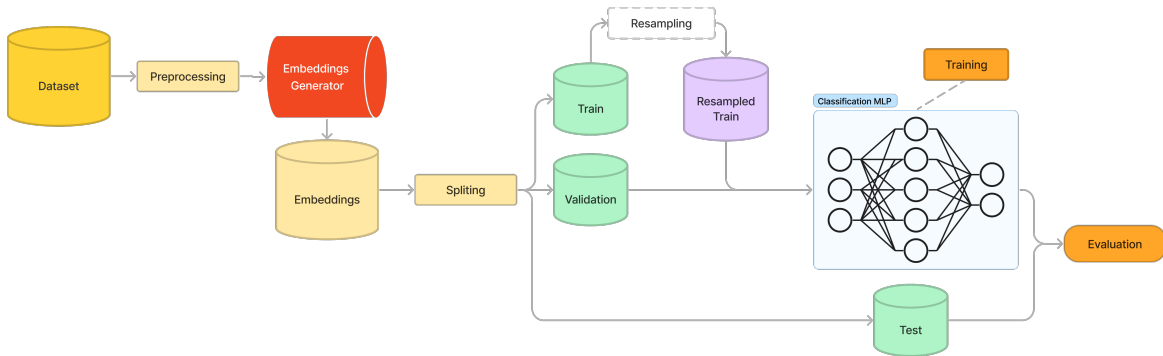 Dataset
Preprocessing
Embeddings
Generator
Embeddings
Spliting
Resampling
Train
Resampled
Train
Validation
Training
Classification MLP
Test
Evaluation